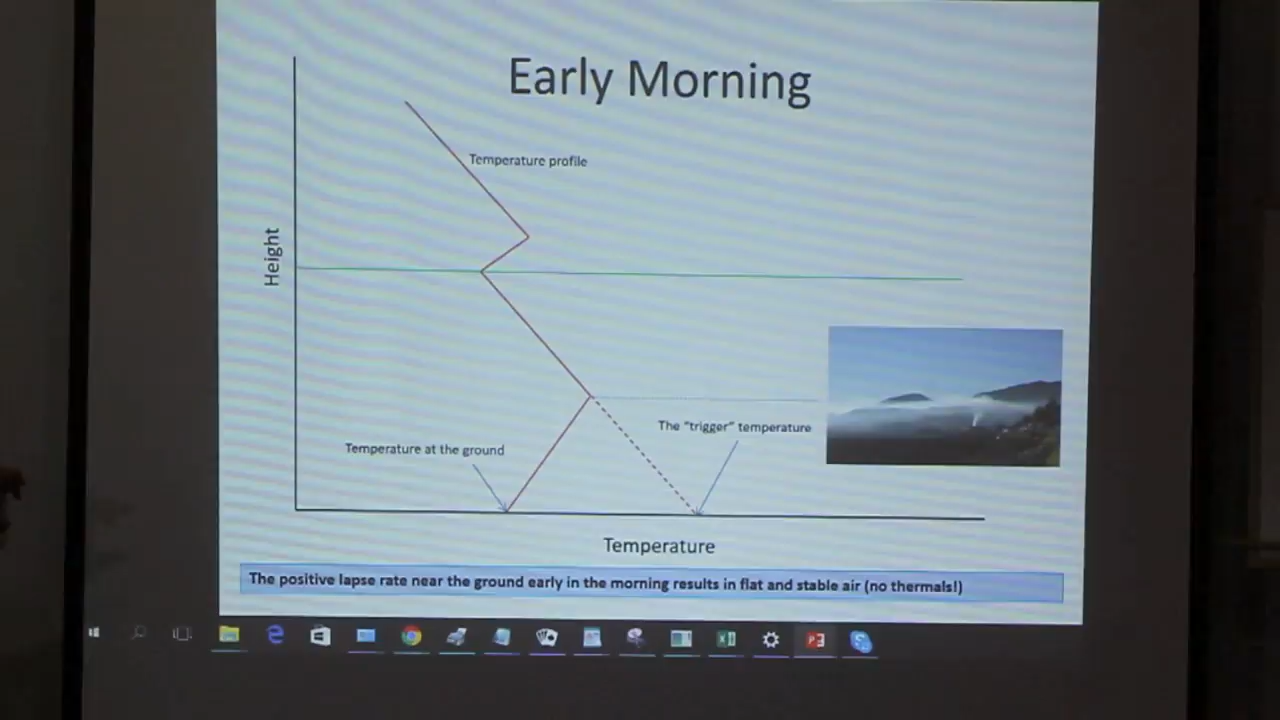 Early Morning
Temperature profile
Height
The "trigger" temperature
Temperature at the ground
Temperature
The positive lapse rate near the ground early in the morning results in flat and stable air (no thermals!)